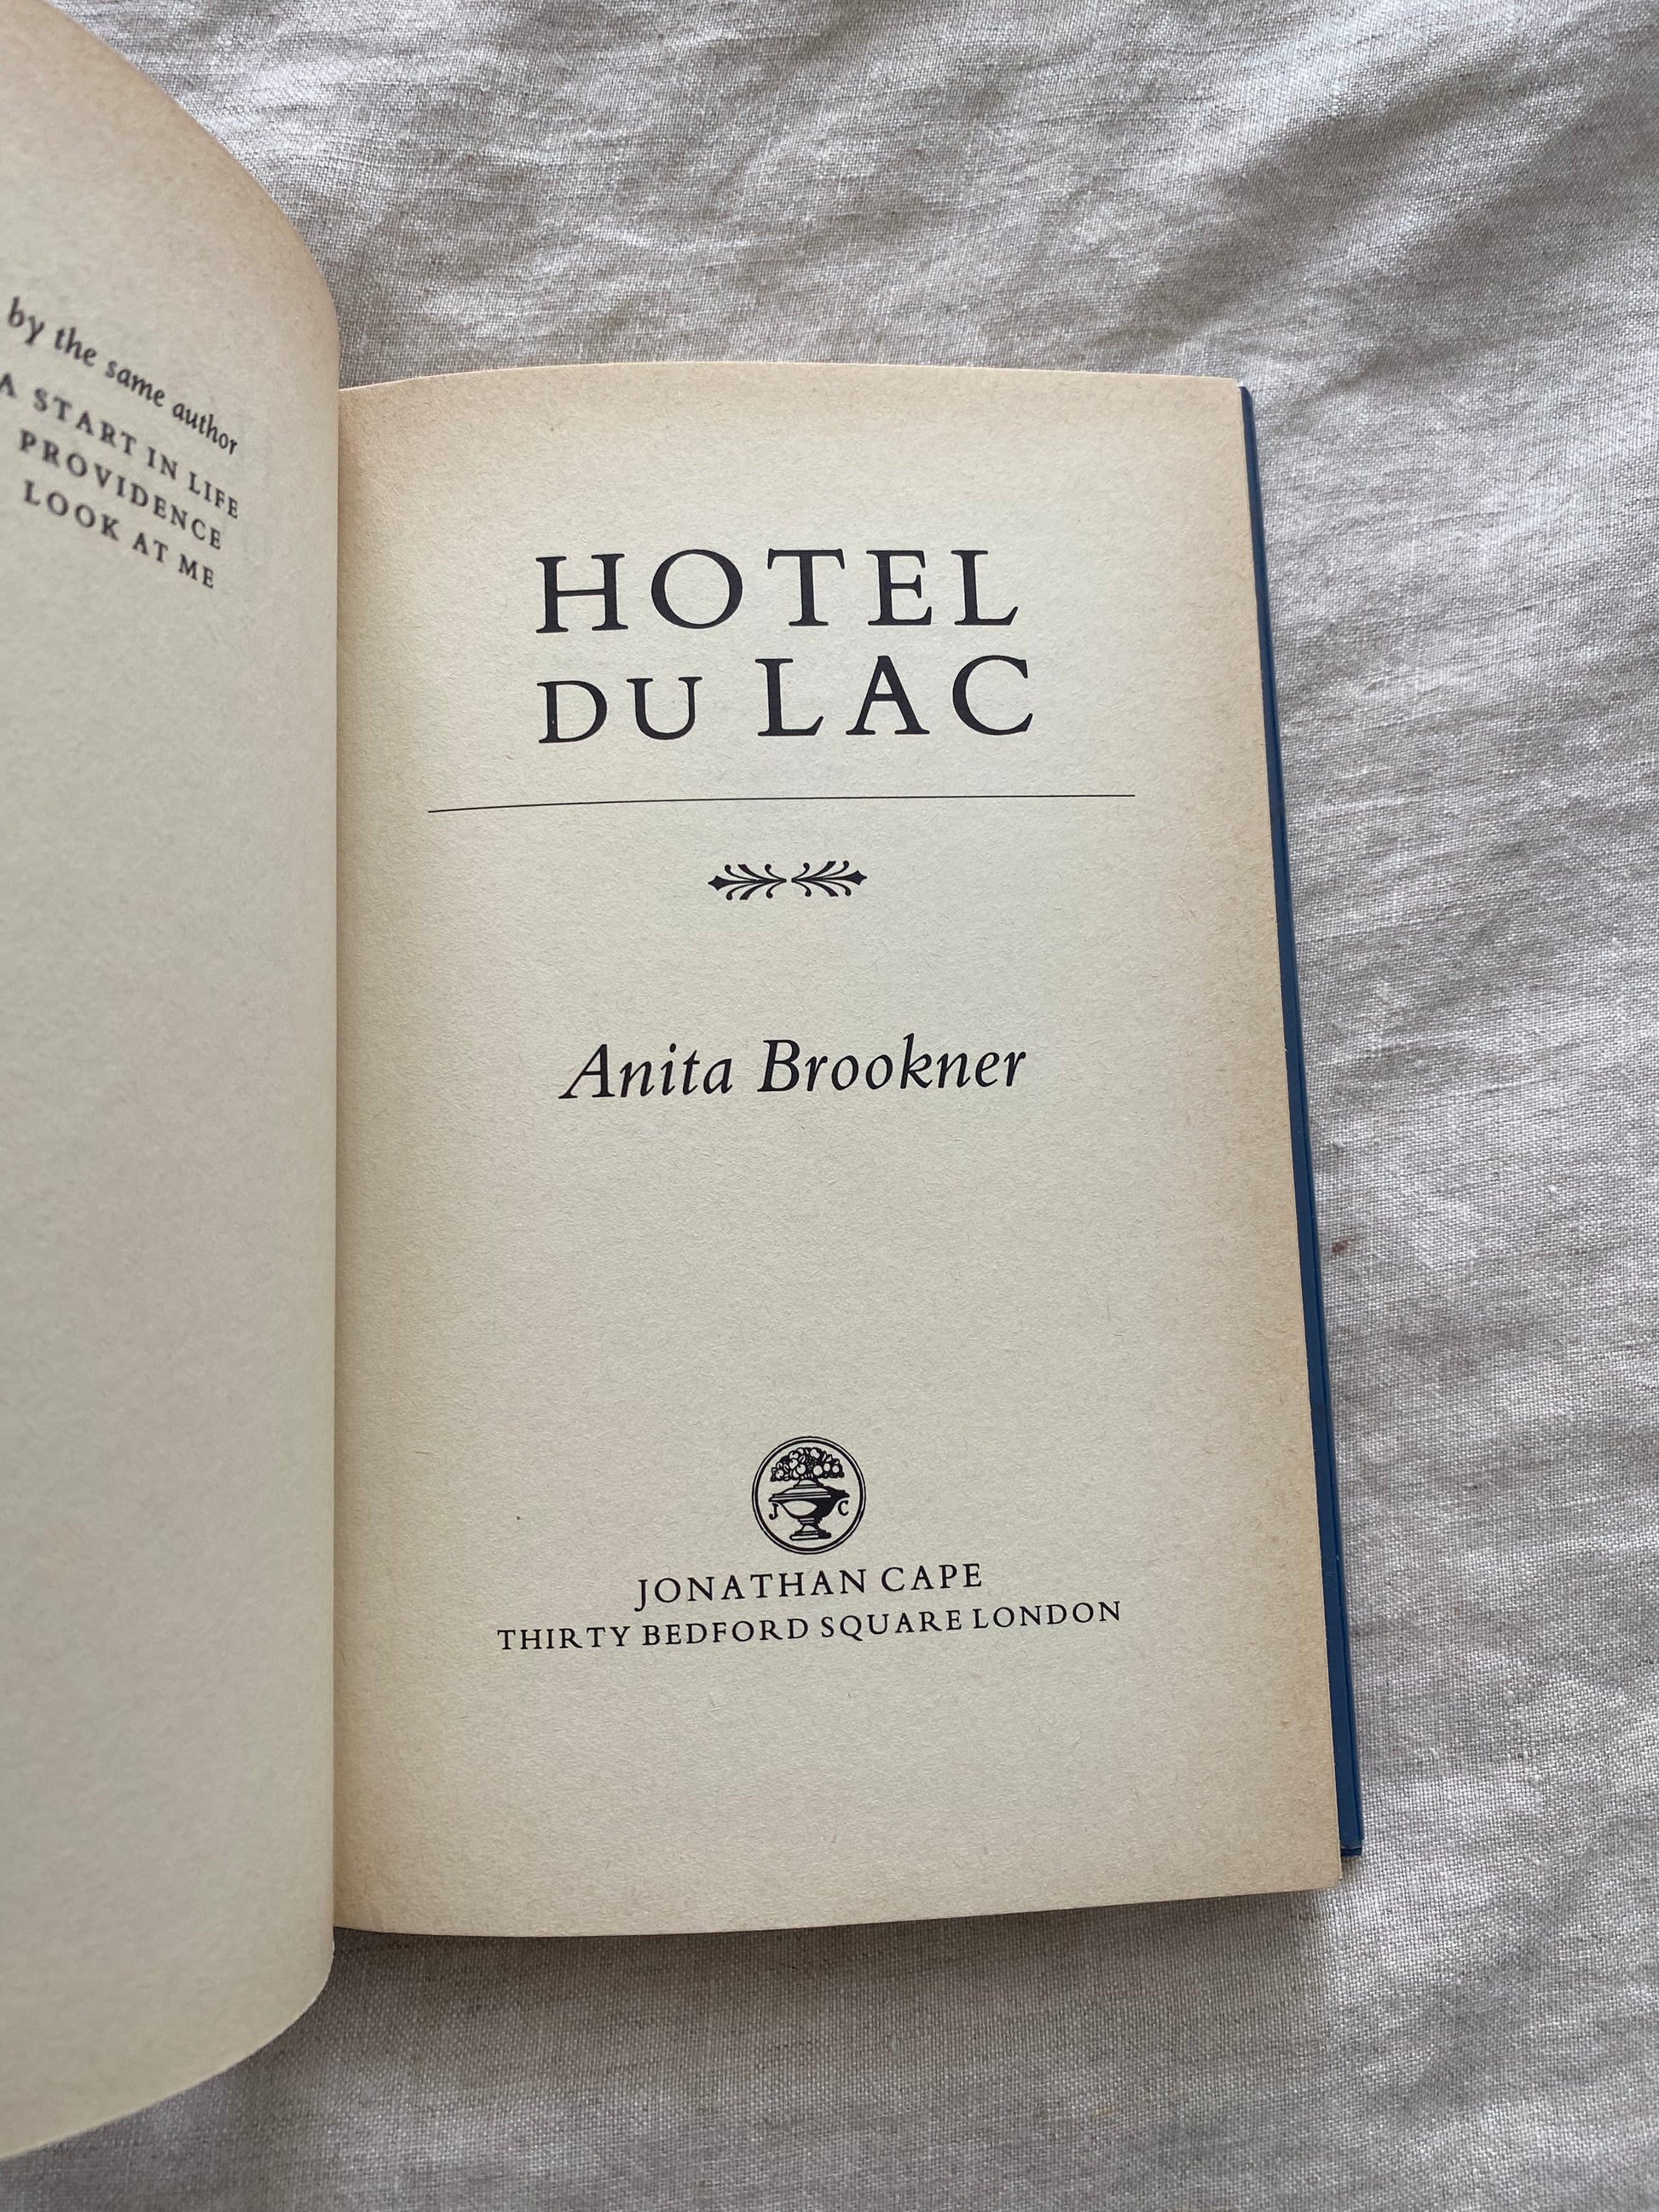 by the same author
A START IN LIFE
PROVIDENCE
LOOK AT ME
HOTEL
DU LAC
Anita Brookner
J C
JONATHAN CAPE
THIRTY BEDFORD SQUARE LONDON